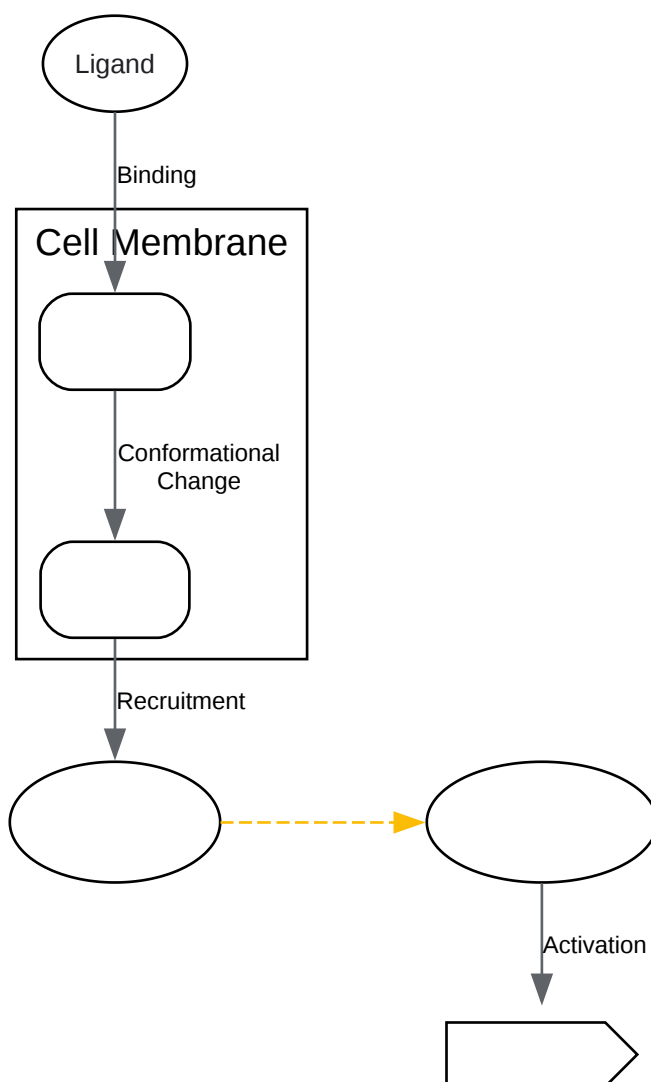 Ligand
Binding
Cell Membrane
Conformational
Change
Recruitment
Activation